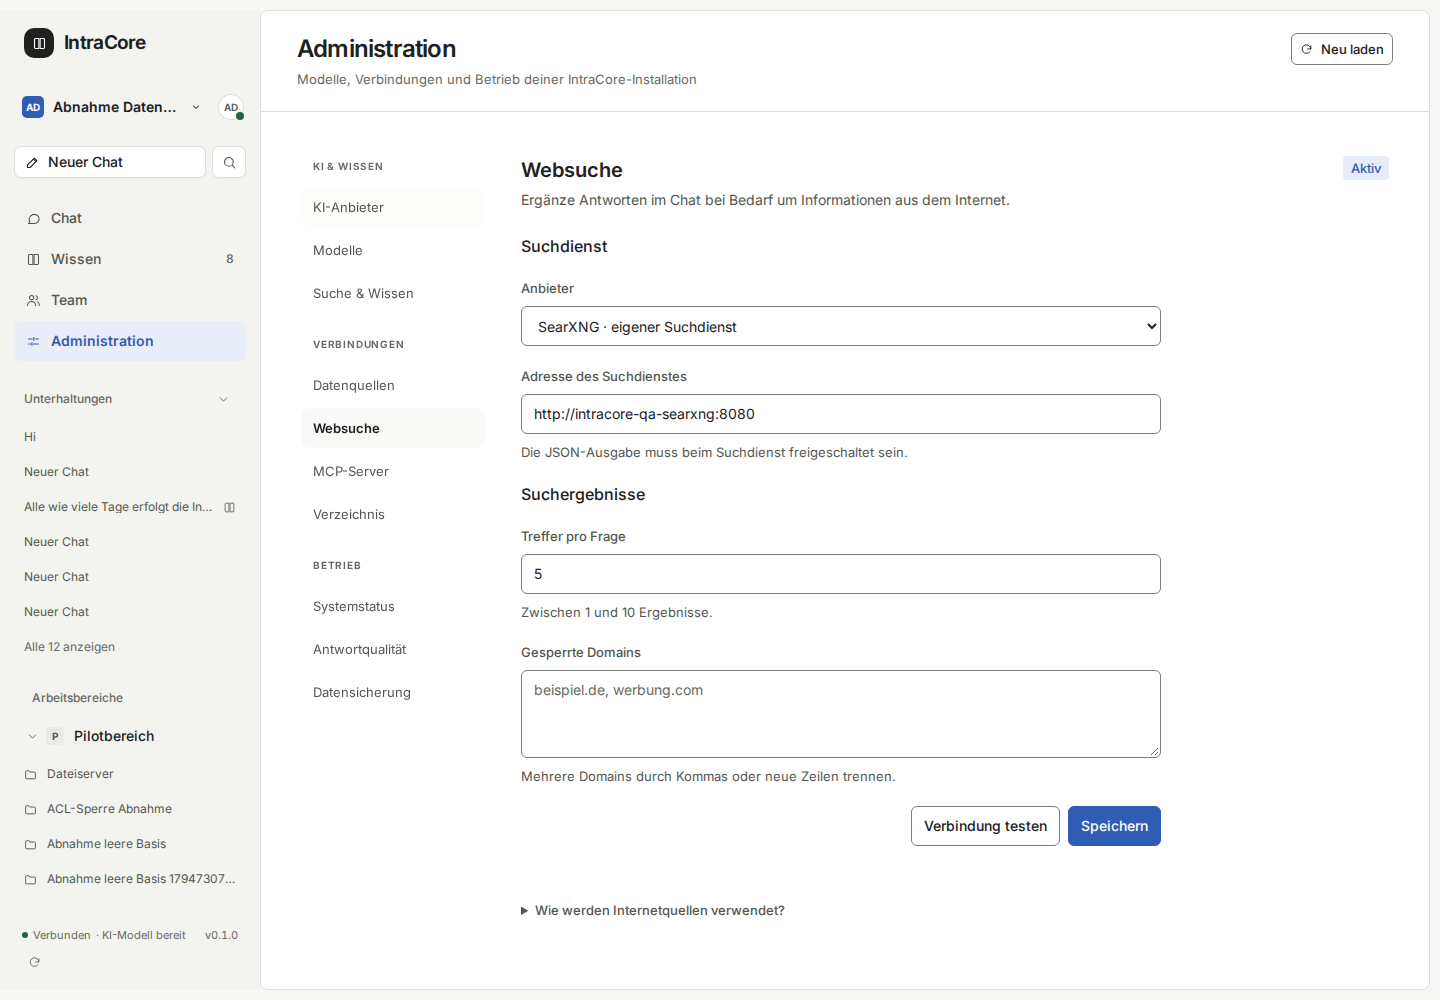 IntraCore
AD Abnahme Daten... AD
Neuer Chat
Chat
Wissen 8
Team
Administration
Unterhaltungen
Hi
Neuer Chat
Alle wie viele Tage erfolgt die In...
Neuer Chat
Neuer Chat
Neuer Chat
Alle 12 anzeigen
Arbeitsbereiche
P Pilotbereich
Dateiserver
ACL-Sperre Abnahme
Abnahme leere Basis
Abnahme leere Basis 17947307...
Verbunden · KI-Modell bereit v0.1.0
Administration
Modelle, Verbindungen und Betrieb deiner IntraCore-Installation
Neu laden
KI & WISSEN
KI-Anbieter
Modelle
Suche & Wissen
VERBINDUNGEN
Datenquellen
Websuche
MCP-Server
Verzeichnis
BETRIEB
Systemstatus
Antwortqualität
Datensicherung
Websuche
Aktiv
Ergänze Antworten im Chat bei Bedarf um Informationen aus dem Internet.
Suchdienst
Anbieter
SearXNG · eigener Suchdienst
Adresse des Suchdienstes
http://intracore-qa-searxng:8080
Die JSON-Ausgabe muss beim Suchdienst freigeschaltet sein.
Suchergebnisse
Treffer pro Frage
5
Zwischen 1 und 10 Ergebnisse.
Gesperrte Domains
beispiel.de, werbung.com
Mehrere Domains durch Kommas oder neue Zeilen trennen.
Verbindung testen Speichern
Wie werden Internetquellen verwendet?